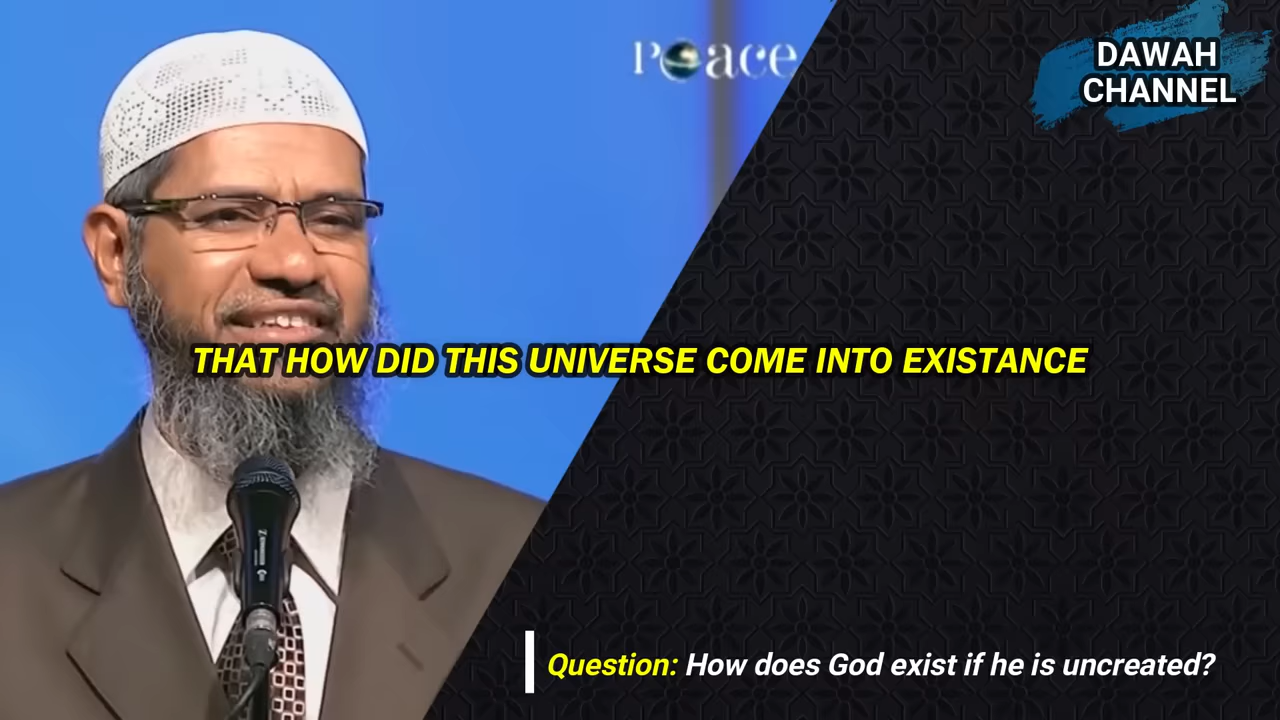 Peace
DAWAH
CHANNEL
THAT HOW DID THIS UNIVERSE COME INTO EXISTANCE
Question: How does God exist if he is uncreated?